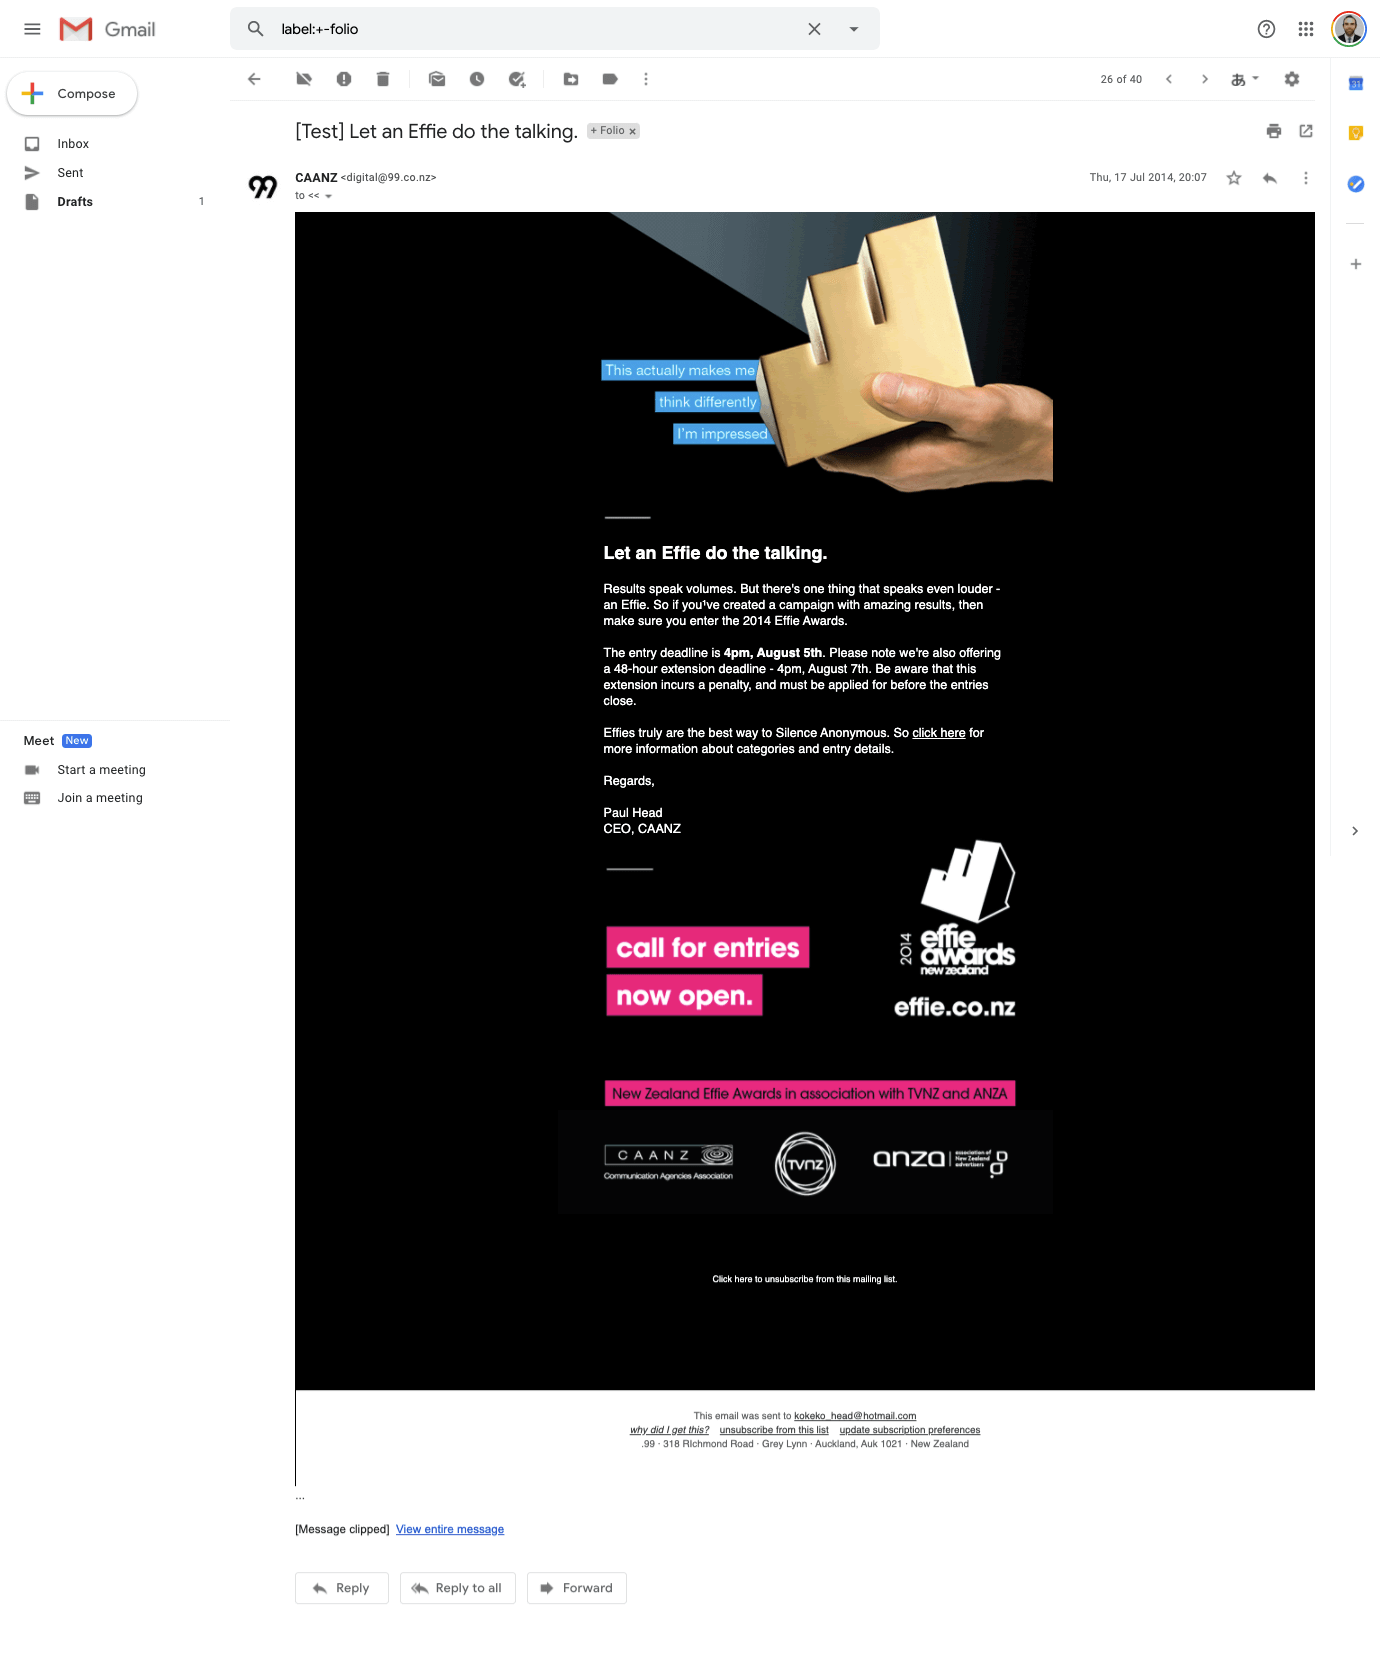 Gmail
label:+-folio
Compose
Inbox
Sent
Drafts 1
Meet New
Start a meeting
Join a meeting
26 of 40
あ
31
[Test] Let an Effie do the talking. + Folio ×
99
CAANZ <digital@99.co.nz>
Thu, 17 Jul 2014, 20:07
to <<
This actually makes me
think differently
I'm impressed
Let an Effie do the talking.
Results speak volumes. But there's one thing that speaks even louder -
an Effie. So if you¹ve created a campaign with amazing results, then
make sure you enter the 2014 Effie Awards.
The entry deadline is 4pm, August 5th. Please note we're also offering
a 48-hour extension deadline - 4pm, August 7th. Be aware that this
extension incurs a penalty, and must be applied for before the entries
close.
Effies truly are the best way to Silence Anonymous. So click here for
more information about categories and entry details.
Regards,
Paul Head
CEO, CAANZ
call for entries
now open.
2014
effie
awards
new zealand
effie.co.nz
New Zealand Effie Awards in association with TVNZ and ANZA
CAANZ
Communication Agencies Association
TVNZ
anza
association of
New Zealand
advertisers
Click here to unsubscribe from this mailing list.
This email was sent to kokeko_head@hotmail.com
why did I get this? unsubscribe from this list update subscription preferences
.99 · 318 RIchmond Road · Grey Lynn · Auckland, Auk 1021 · New Zealand
...
[Message clipped] View entire message
Reply
Reply to all
Forward